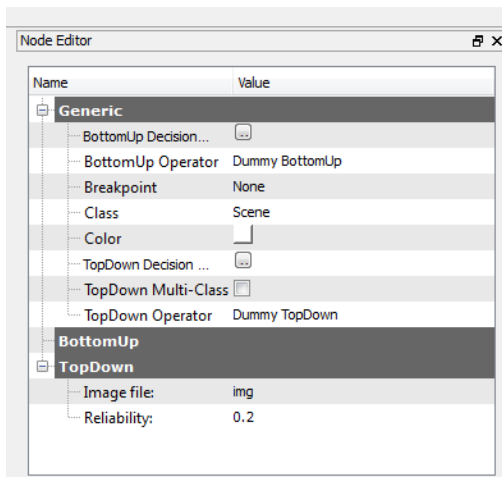 Node Editor
Name Value
Generic
BottomUp Decision...
BottomUp Operator Dummy BottomUp
Breakpoint None
Class Scene
Color
TopDown Decision ...
TopDown Multi-Class
TopDown Operator Dummy TopDown
BottomUp
TopDown
Image file: img
Reliability: 0.2